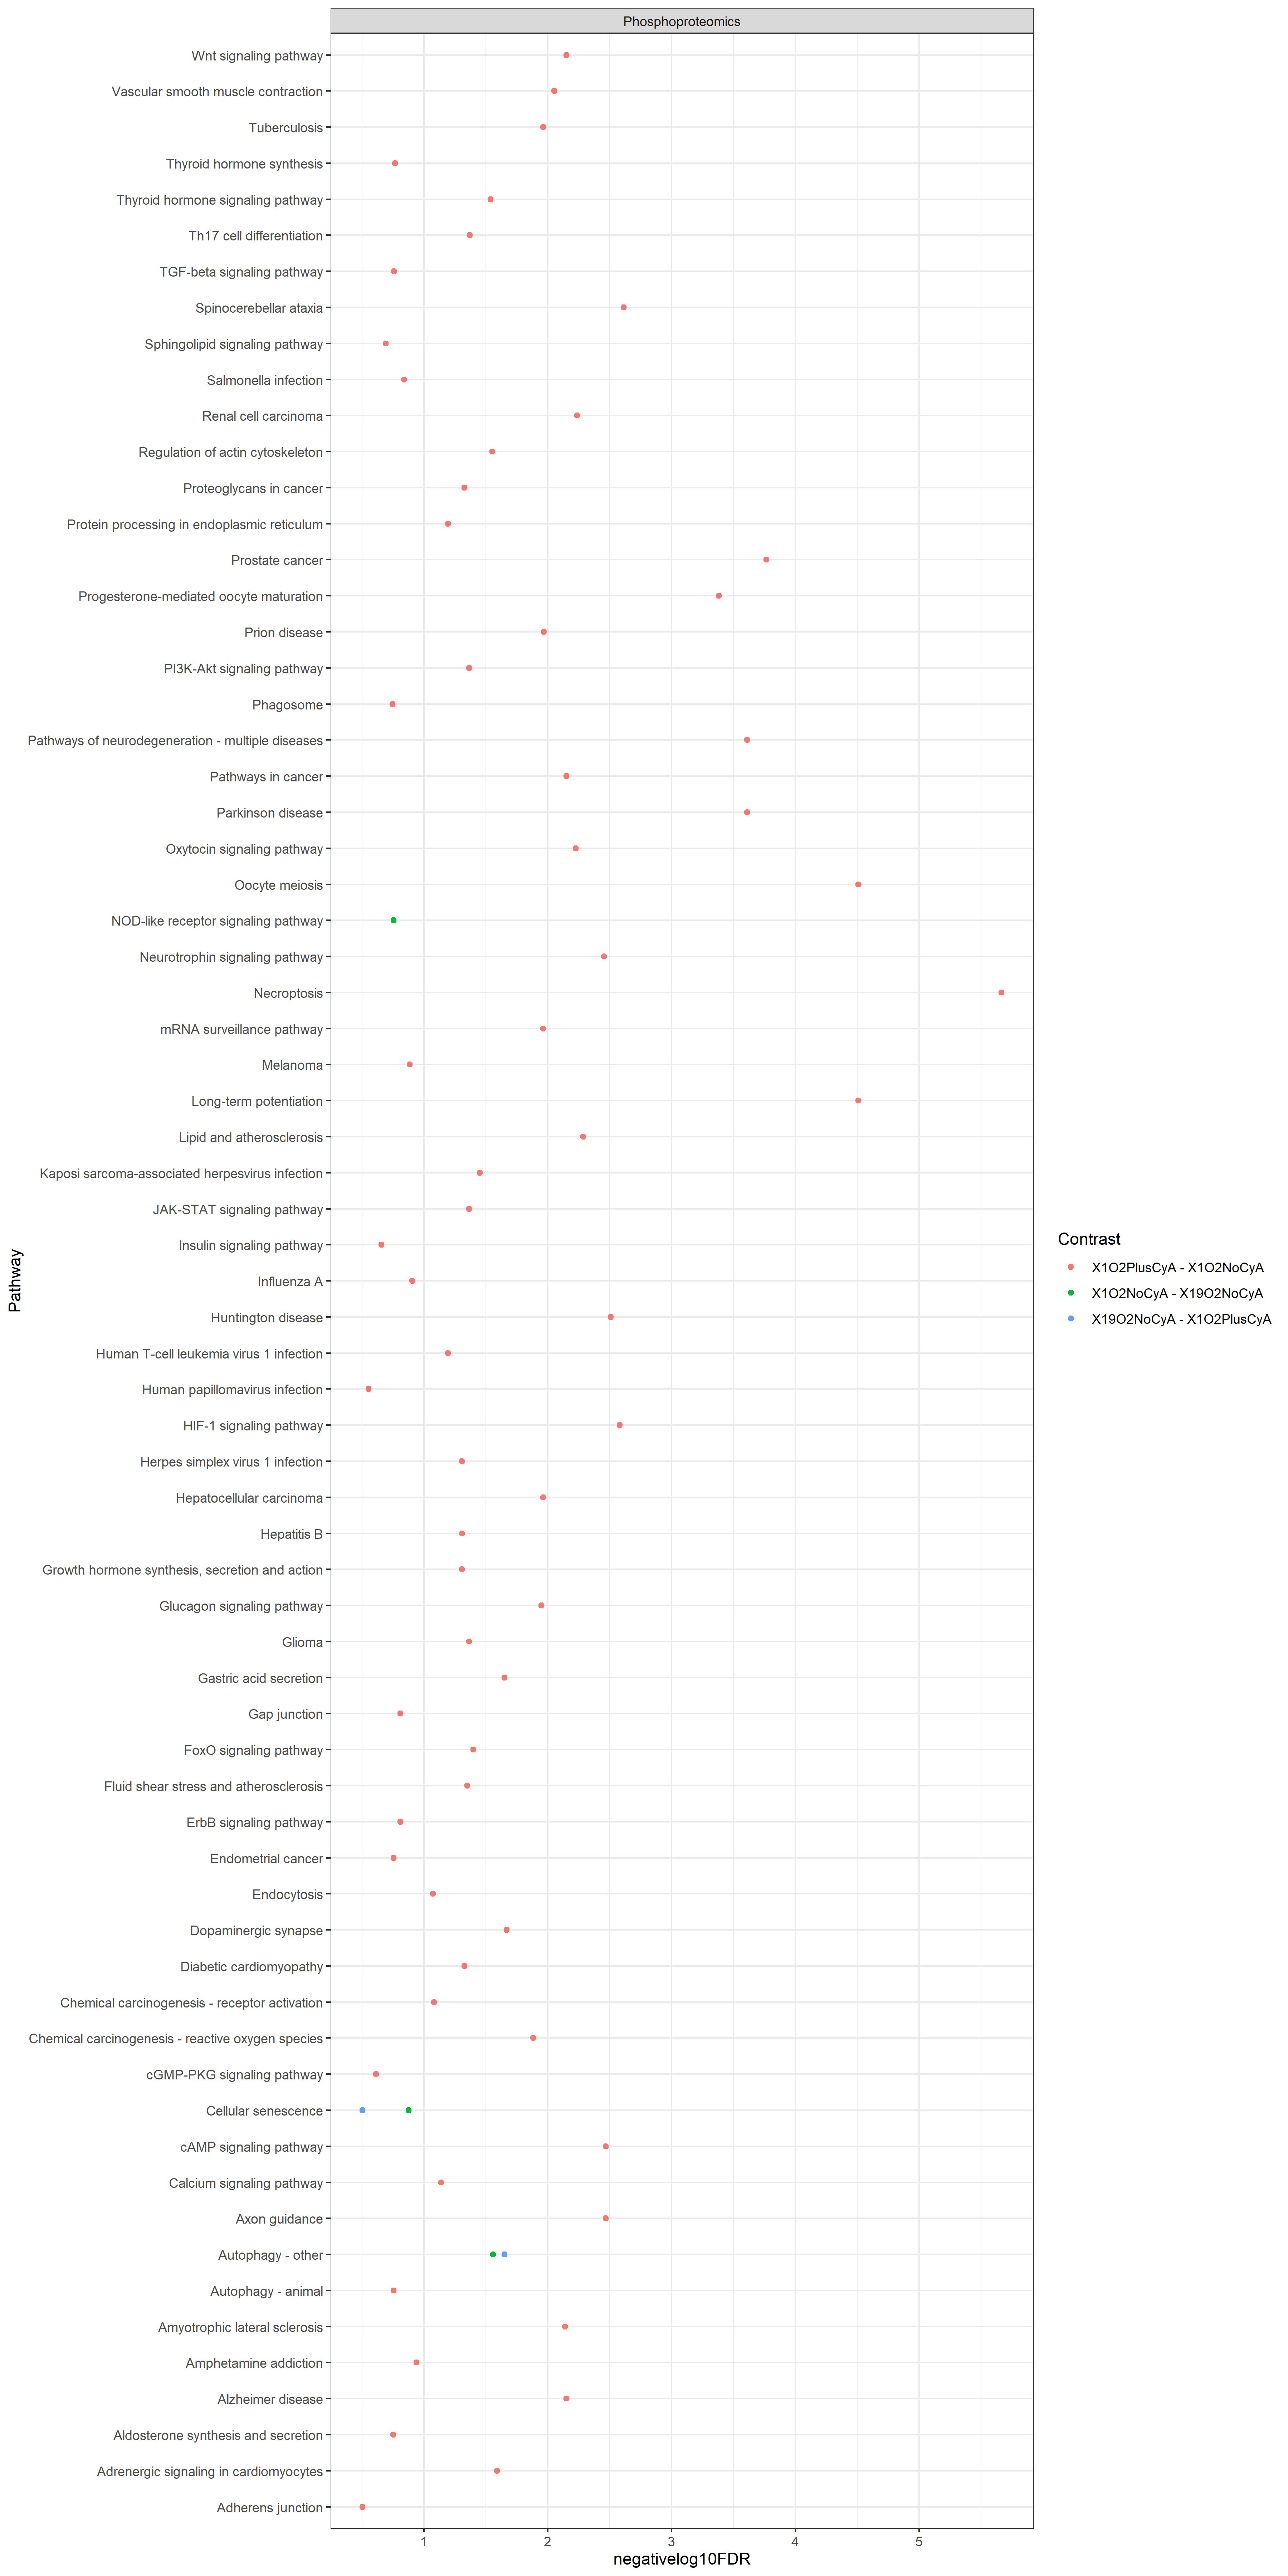 Phosphoproteomics
Wnt signaling pathway
Vascular smooth muscle contraction
Tuberculosis
Thyroid hormone synthesis
Thyroid hormone signaling pathway
Th17 cell differentiation
TGF-beta signaling pathway
Spinocerebellar ataxia
Sphingolipid signaling pathway
Salmonella infection
Renal cell carcinoma
Regulation of actin cytoskeleton
Proteoglycans in cancer
Protein processing in endoplasmic reticulum
Prostate cancer
Progesterone-mediated oocyte maturation
Prion disease
PI3K-Akt signaling pathway
Phagosome
Pathways of neurodegeneration - multiple diseases
Pathways in cancer
Parkinson disease
Oxytocin signaling pathway
Oocyte meiosis
NOD-like receptor signaling pathway
Neurotrophin signaling pathway
Necroptosis
mRNA surveillance pathway
Melanoma
Long-term potentiation
Lipid and atherosclerosis
Kaposi sarcoma-associated herpesvirus infection
JAK-STAT signaling pathway
Insulin signaling pathway
Influenza A
Huntington disease
Human T-cell leukemia virus 1 infection
Human papillomavirus infection
HIF-1 signaling pathway
Herpes simplex virus 1 infection
Hepatocellular carcinoma
Hepatitis B
Growth hormone synthesis, secretion and action
Glucagon signaling pathway
Glioma
Gastric acid secretion
Gap junction
FoxO signaling pathway
Fluid shear stress and atherosclerosis
ErbB signaling pathway
Endometrial cancer
Endocytosis
Dopaminergic synapse
Diabetic cardiomyopathy
Chemical carcinogenesis - receptor activation
Chemical carcinogenesis - reactive oxygen species
cGMP-PKG signaling pathway
Cellular senescence
cAMP signaling pathway
Calcium signaling pathway
Axon guidance
Autophagy - other
Autophagy - animal
Amyotrophic lateral sclerosis
Amphetamine addiction
Alzheimer disease
Aldosterone synthesis and secretion
Adrenergic signaling in cardiomyocytes
Adherens junction
Pathway
1 2 3 4 5
negativelog10FDR
Contrast
X1O2PlusCyA - X1O2NoCyA
X1O2NoCyA - X19O2NoCyA
X19O2NoCyA - X1O2PlusCyA